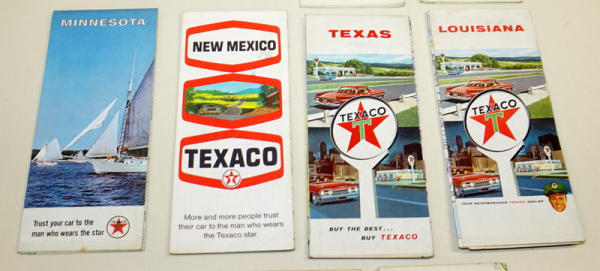 MINNESOTA
Trust your car to the
man who wears the star
NEW MEXICO
TEXACO
More and more people trust
their car to the man who wears
the Texaco star.
TEXAS
TEXACO
T
BUY THE BEST...
BUY TEXACO
LOUISIANA
TEXACO
T
YOUR NEIGHBORHOOD TEXACO DEALER